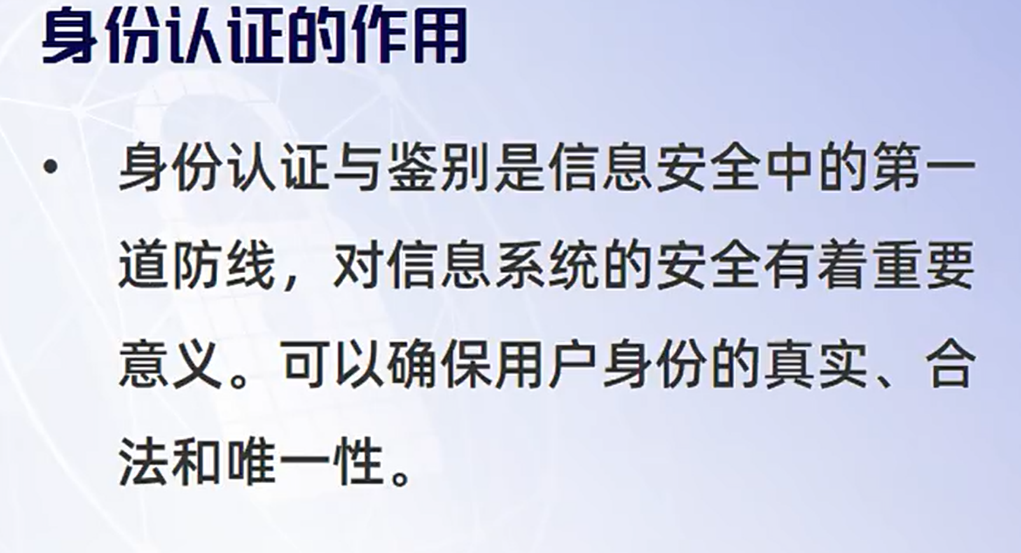 身份认证的作用
• 身份认证与鉴别是信息安全中的第一
道防线，对信息系统的安全有着重要
意义。可以确保用户身份的真实、合
法和唯一性。